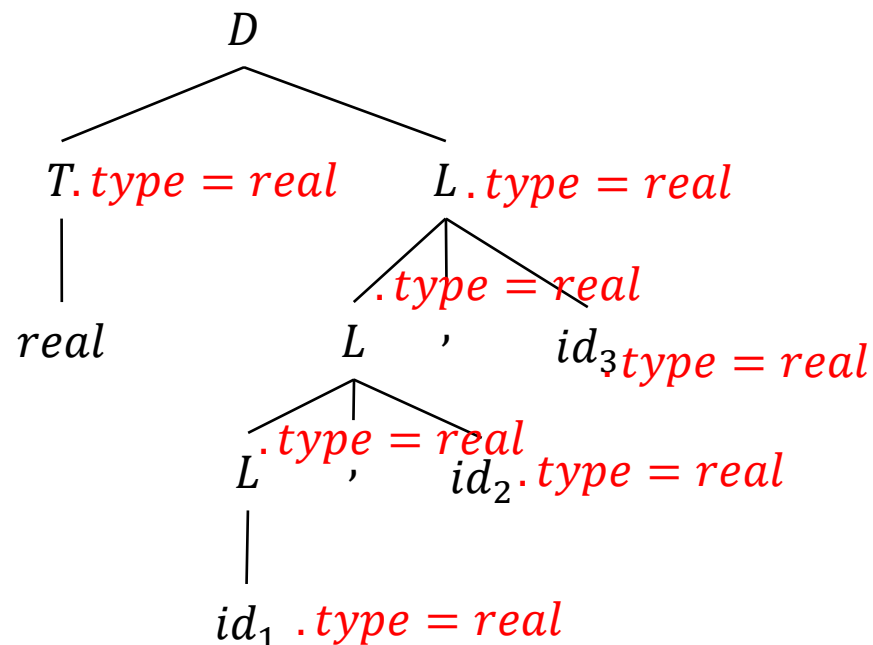 D
T.type = real L.type = real
.type = real
real L , id₃.type = real
.type = real
L , id₂.type = real
id₁ .type = real